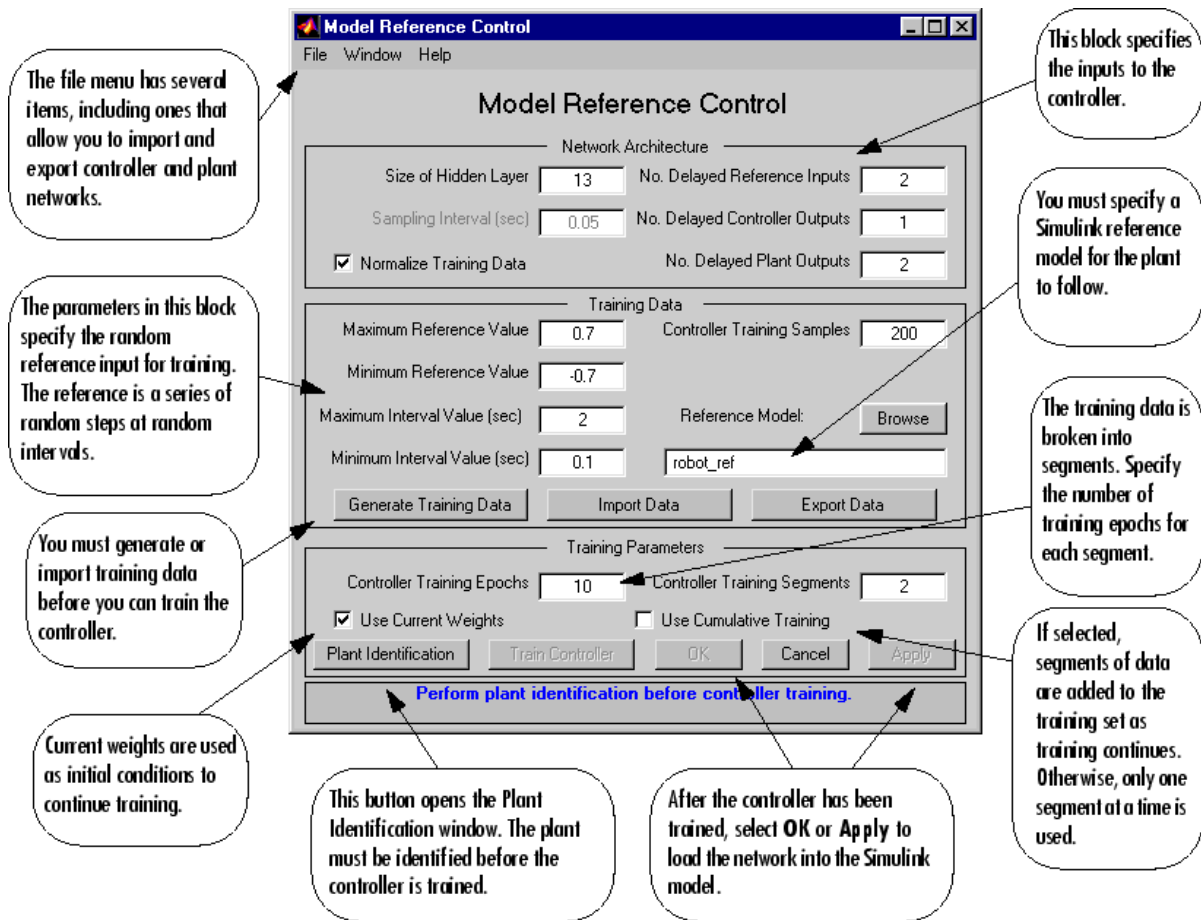 Model Reference Control
File Window Help
The file menu has several
items, including ones that
allow you to import and
export controller and plant
networks.
This block specifies
the inputs to the
controller.
Model Reference Control
Network Architecture
Size of Hidden Layer 13 No. Delayed Reference Inputs 2
Sampling Interval (sec) 0.05 No. Delayed Controller Outputs 1
Normalize Training Data No. Delayed Plant Outputs 2
You must specify a
Simulink reference
model for the plant
to follow.
The parameters in this block
specify the random
reference input for training.
The reference is a series of
random steps at random
intervals.
Training Data
Maximum Reference Value 0.7 Controller Training Samples 200
Minimum Reference Value -0.7
Maximum Interval Value (sec) 2 Reference Model: Browse
Minimum Interval Value (sec) 0.1 robot_ref
Generate Training Data Import Data Export Data
The training data is
broken into
segments. Specify
the number of
training epochs for
each segment.
You must generate or
import training data
before you can train the
controller.
Training Parameters
Controller Training Epochs 10 Controller Training Segments 2
Use Current Weights Use Cumulative Training
Plant Identification Train Controller OK Cancel Apply
Perform plant identification before controller training.
If selected,
segments of data
are added to the
training set as
training continues.
Otherwise, only one
segment at a time is
used.
Current weights are used
as initial conditions to
continue training.
This button opens the Plant
Identification window. The plant
must be identified before the
controller is trained.
After the controller has been
trained, select OK or Apply to
load the network into the Simulink
model.